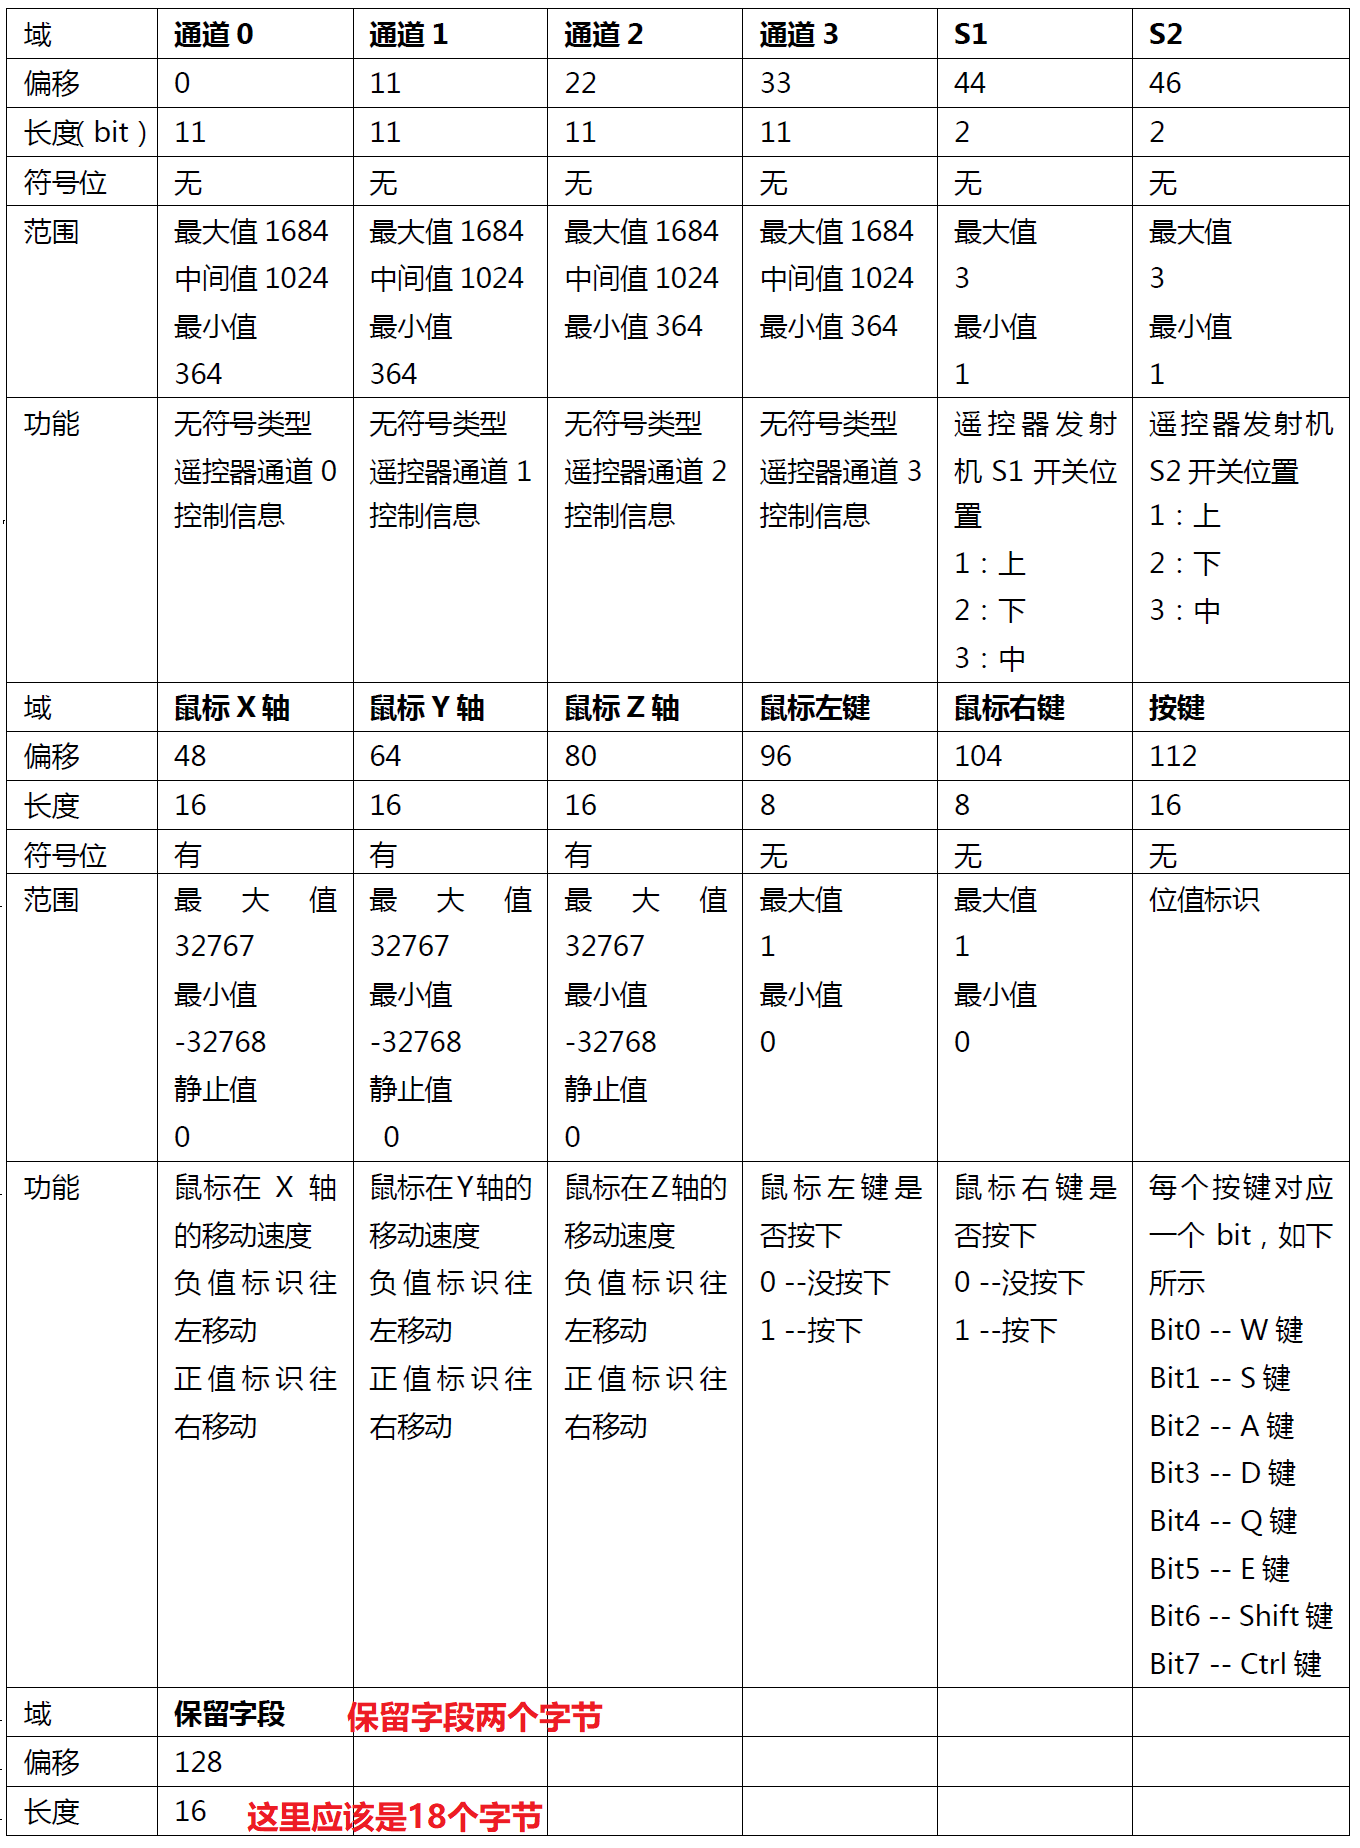 域 通道 0 通道 1 通道 2 通道 3 S1 S2
偏移 0 11 22 33 44 46
长度（bit） 11 11 11 11 2 2
符号位 无 无 无 无 无 无
范围 最大值 1684 最大值 1684 最大值 1684 最大值 1684 最大值 最大值
中间值 1024 中间值 1024 中间值 1024 中间值 1024 3 3
最小值 最小值 最小值 364 最小值 364 最小值 最小值
364 364 1 1
功能 无符号类型 无符号类型 无符号类型 无符号类型 遥控器发射 遥控器发射机
遥控器通道 0 遥控器通道 1 遥控器通道 2 遥控器通道 3 机 S1 开关位 S2 开关位置
控制信息 控制信息 控制信息 控制信息 置 1：上
1：上 2：下
2：下 3：中
3：中
域 鼠标 X 轴 鼠标 Y 轴 鼠标 Z 轴 鼠标左键 鼠标右键 按键
偏移 48 64 80 96 104 112
长度 16 16 16 8 8 16
符号位 有 有 有 无 无 无
范围 最大值 最大值 最大值 最大值 最大值 位值标识
32767 32767 32767 1 1
最小值 最小值 最小值 最小值 最小值
-32768 -32768 -32768 0 0
静止值 静止值 静止值
0 0 0
功能 鼠标在 X 轴 鼠标在 Y 轴的 鼠标在 Z 轴的 鼠标左键是 鼠标右键是 每个按键对应
的移动速度 移动速度 移动速度 否按下 否按下 一个 bit，如下
负值标识往 负值标识往 负值标识往 0 --没按下 0 --没按下 所示
左移动 左移动 左移动 1 --按下 1 --按下 Bit0 -- W 键
正值标识往 正值标识往 正值标识往 Bit1 -- S 键
右移动 右移动 右移动 Bit2 -- A 键
Bit3 -- D 键
Bit4 -- Q 键
Bit5 -- E 键
Bit6 -- Shift 键
Bit7 -- Ctrl 键
域 保留字段 保留字段两个字节
偏移 128
长度 16 这里应该是18个字节